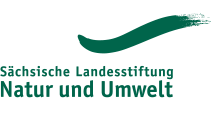 Sächsische Landesstiftung
Natur und Umwelt